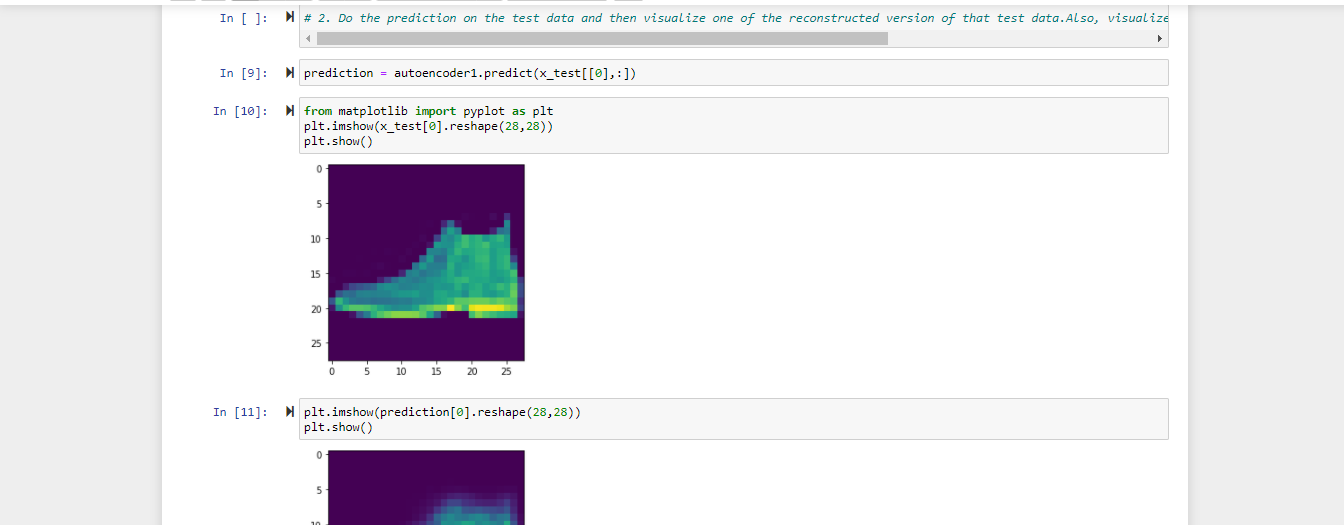 In [ ]: # 2. Do the prediction on the test data and then visualize one of the reconstructed version of that test data.Also, visualize
In [9]: prediction = autoencoder1.predict(x_test[[0],:])
In [10]: from matplotlib import pyplot as plt
plt.imshow(x_test[0].reshape(28,28))
plt.show()
0
5
10
15
20
25
0 5 10 15 20 25
In [11]: plt.imshow(prediction[0].reshape(28,28))
plt.show()
0
5
10